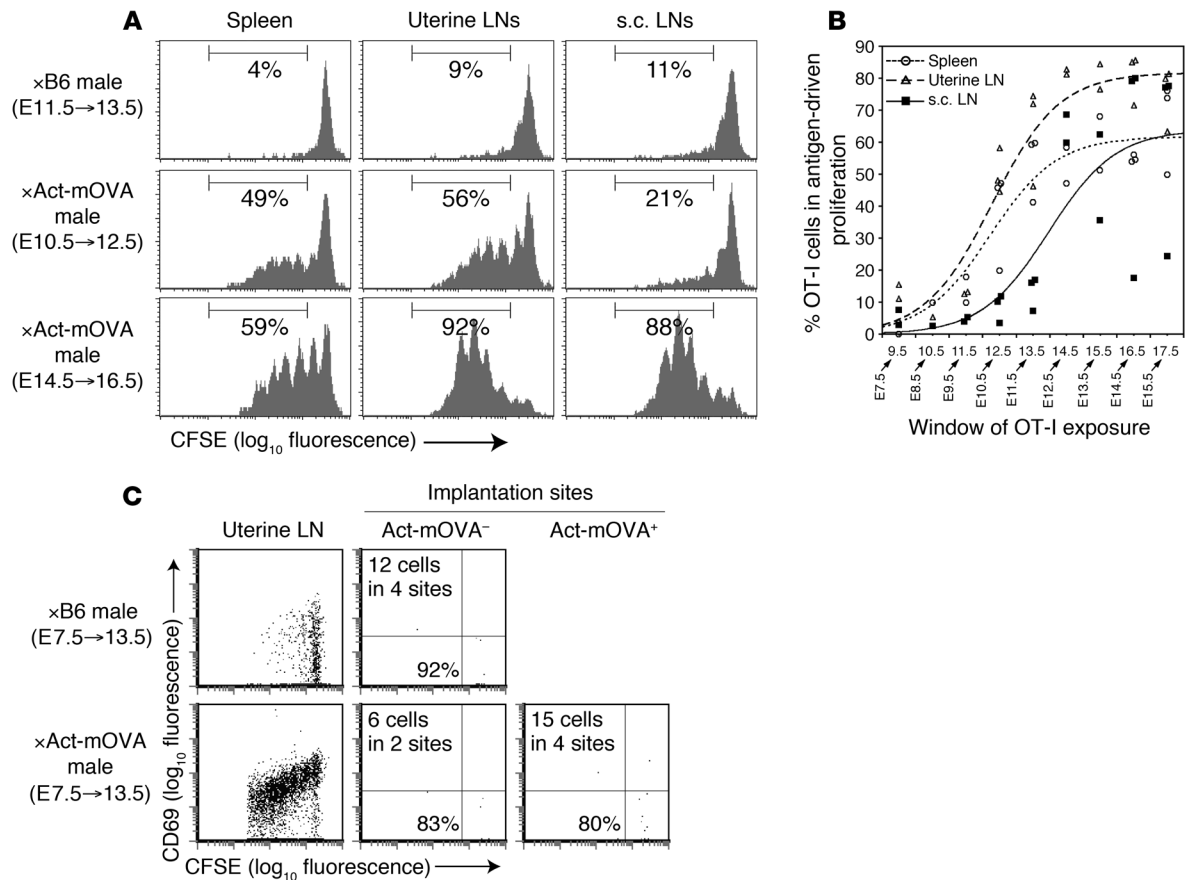 A
Spleen
Uterine LNs
s.c. LNs
×B6 male
(E11.5→13.5)
4%
9%
11%
×Act-mOVA
male
(E10.5→12.5)
49%
56%
21%
×Act-mOVA
male
(E14.5→16.5)
59%
92%
88%
CFSE (log10 fluorescence)
B
% OT-I cells in antigen-driven
proliferation
90
80
70
60
50
40
30
20
10
0
Spleen
Uterine LN
s.c. LN
9.5 10.5 11.5 12.5 13.5 14.5 15.5 16.5 17.5
E7.5 E8.5 E9.5 E10.5 E11.5 E12.5 E13.5 E14.5 E15.5
Window of OT-I exposure
C
Implantation sites
Uterine LN
Act-mOVA–
Act-mOVA+
×B6 male
(E7.5→13.5)
12 cells
in 4 sites
92%
×Act-mOVA
male
(E7.5→13.5)
6 cells
in 2 sites
83%
15 cells
in 4 sites
80%
CD69 (log10 fluorescence)
CFSE (log10 fluorescence)